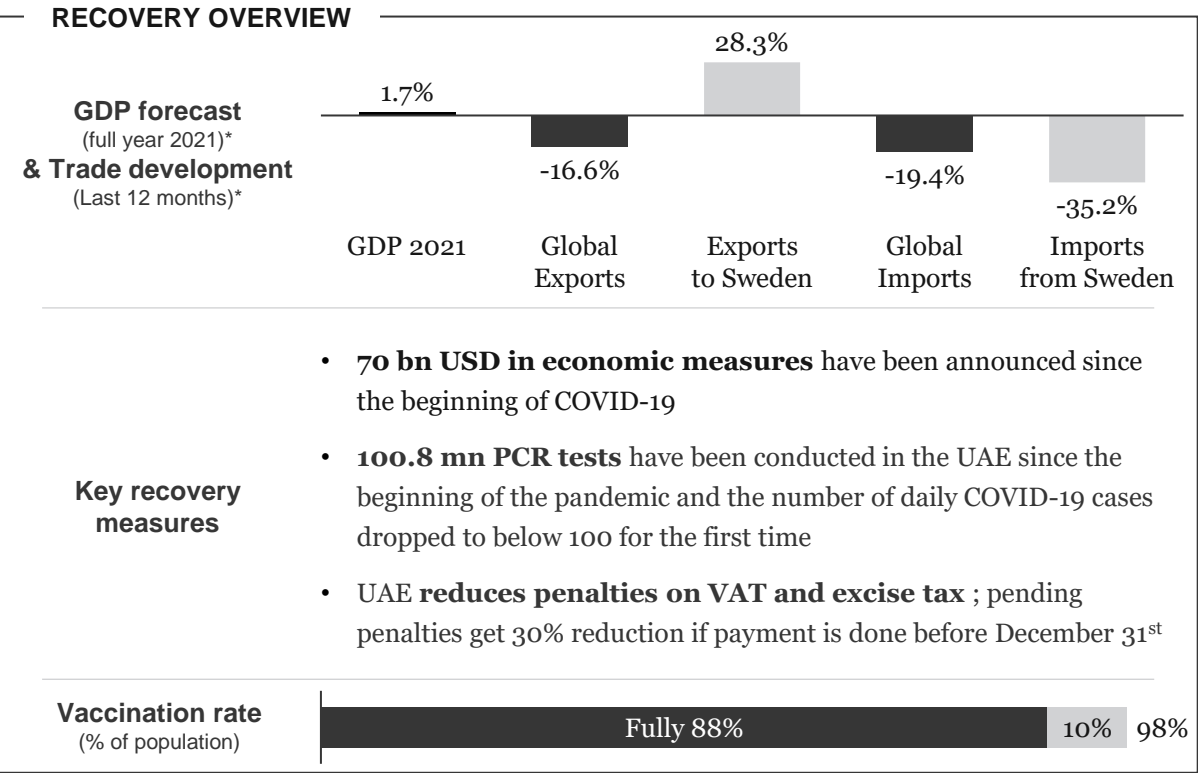 RECOVERY OVERVIEW
GDP forecast
(full year 2021)*
& Trade development
(Last 12 months)*
1.7%
-16.6%
28.3%
-19.4%
-35.2%
GDP 2021
Global
Exports
Exports
to Sweden
Global
Imports
Imports
from Sweden
Key recovery
measures
• 70 bn USD in economic measures have been announced since
the beginning of COVID-19
• 100.8 mn PCR tests have been conducted in the UAE since the
beginning of the pandemic and the number of daily COVID-19 cases
dropped to below 100 for the first time
• UAE reduces penalties on VAT and excise tax ; pending
penalties get 30% reduction if payment is done before December 31st
Vaccination rate
(% of population)
Fully 88%
10%
98%